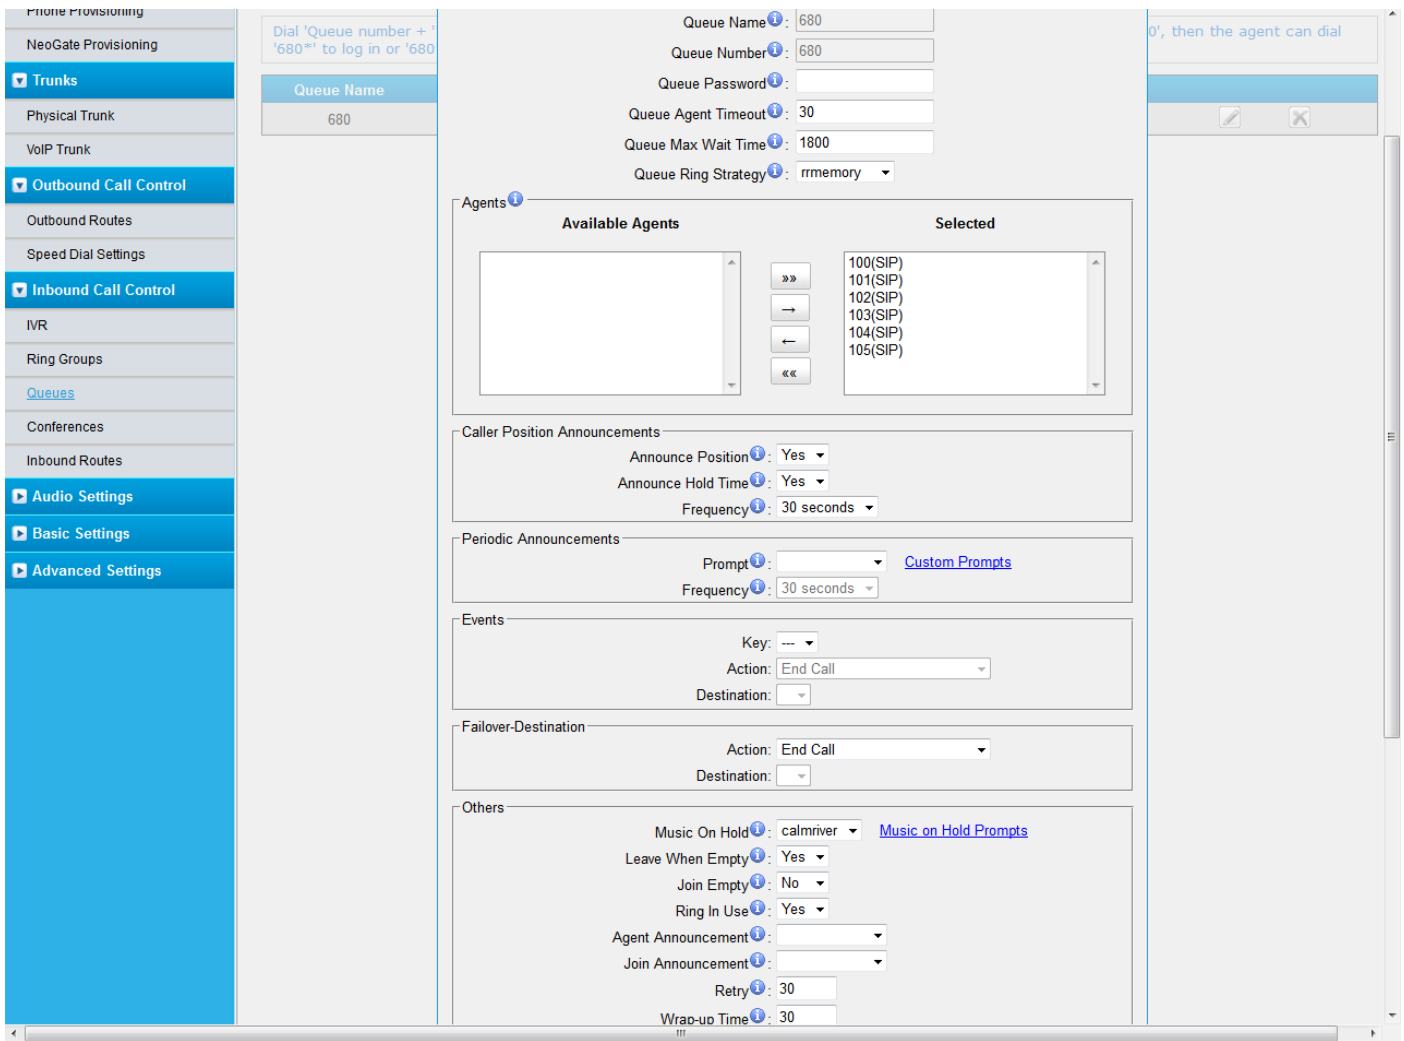 Phone Provisioning
NeoGate Provisioning
Trunks
Physical Trunk
VoIP Trunk
Outbound Call Control
Outbound Routes
Speed Dial Settings
Inbound Call Control
IVR
Ring Groups
Queues
Conferences
Inbound Routes
Audio Settings
Basic Settings
Advanced Settings
Dial 'Queue number + '
0', then the agent can dial
'680*' to log in or '680
Queue Name
680
Queue Name : 680
Queue Number : 680
Queue Password :
Queue Agent Timeout : 30
Queue Max Wait Time : 1800
Queue Ring Strategy : rrmemory
Agents
Available Agents
Selected
»»
→
←
««
100(SIP)
101(SIP)
102(SIP)
103(SIP)
104(SIP)
105(SIP)
Caller Position Announcements
Announce Position : Yes
Announce Hold Time : Yes
Frequency : 30 seconds
Periodic Announcements
Prompt : Custom Prompts
Frequency : 30 seconds
Events
Key: ---
Action: End Call
Destination:
Failover-Destination
Action: End Call
Destination:
Others
Music On Hold : calmriver Music on Hold Prompts
Leave When Empty : Yes
Join Empty : No
Ring In Use : Yes
Agent Announcement :
Join Announcement :
Retry : 30
Wrap-up Time : 30